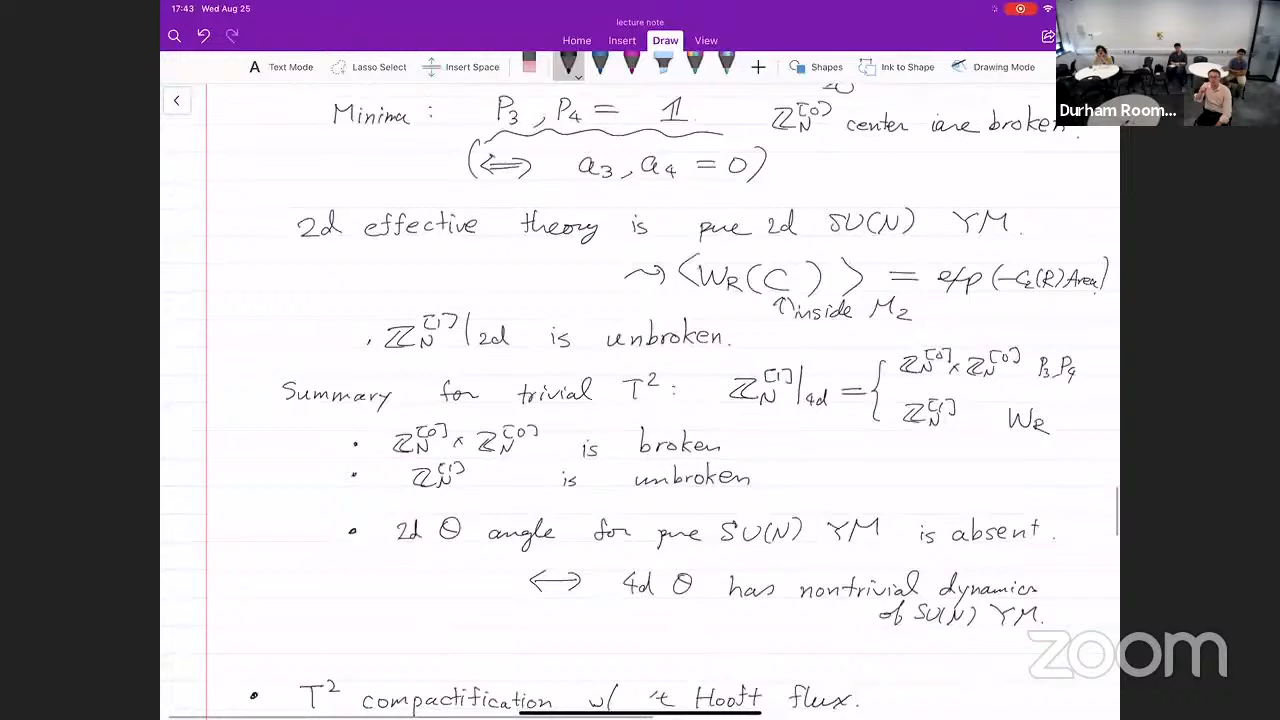 17:43 Wed Aug 25
lecture note
Home Insert Draw View
Text Mode Lasso Select Insert Space Shapes Ink to Shape Drawing Mode
Durham Room...
2d
Minima : P₃ , P₄ = 𝟙 ℤ_N^[0] center are broken.
(⟺ a₃ , a₄ = 0)
2d effective theory is pure 2d SU(N) YM.
⇝ ⟨W_R(C)⟩ = exp(-C₂(R)Area)
↑inside M₂
ℤ_N^[1]|2d is unbroken.
Summary for trivial T² : ℤ_N^[1]|4d = { ℤ_N^[0] × ℤ_N^[0] P₃, P₄
ℤ_N^[1] W_R
• ℤ_N^[0] × ℤ_N^[0] is broken
• ℤ_N^[1] is unbroken
• 2d Θ angle for pure SU(N) YM is absent.
⟷ 4d Θ has nontrivial dynamics
of SU(N) YM.
• T² compactification w/ 't Hooft flux.
zoom